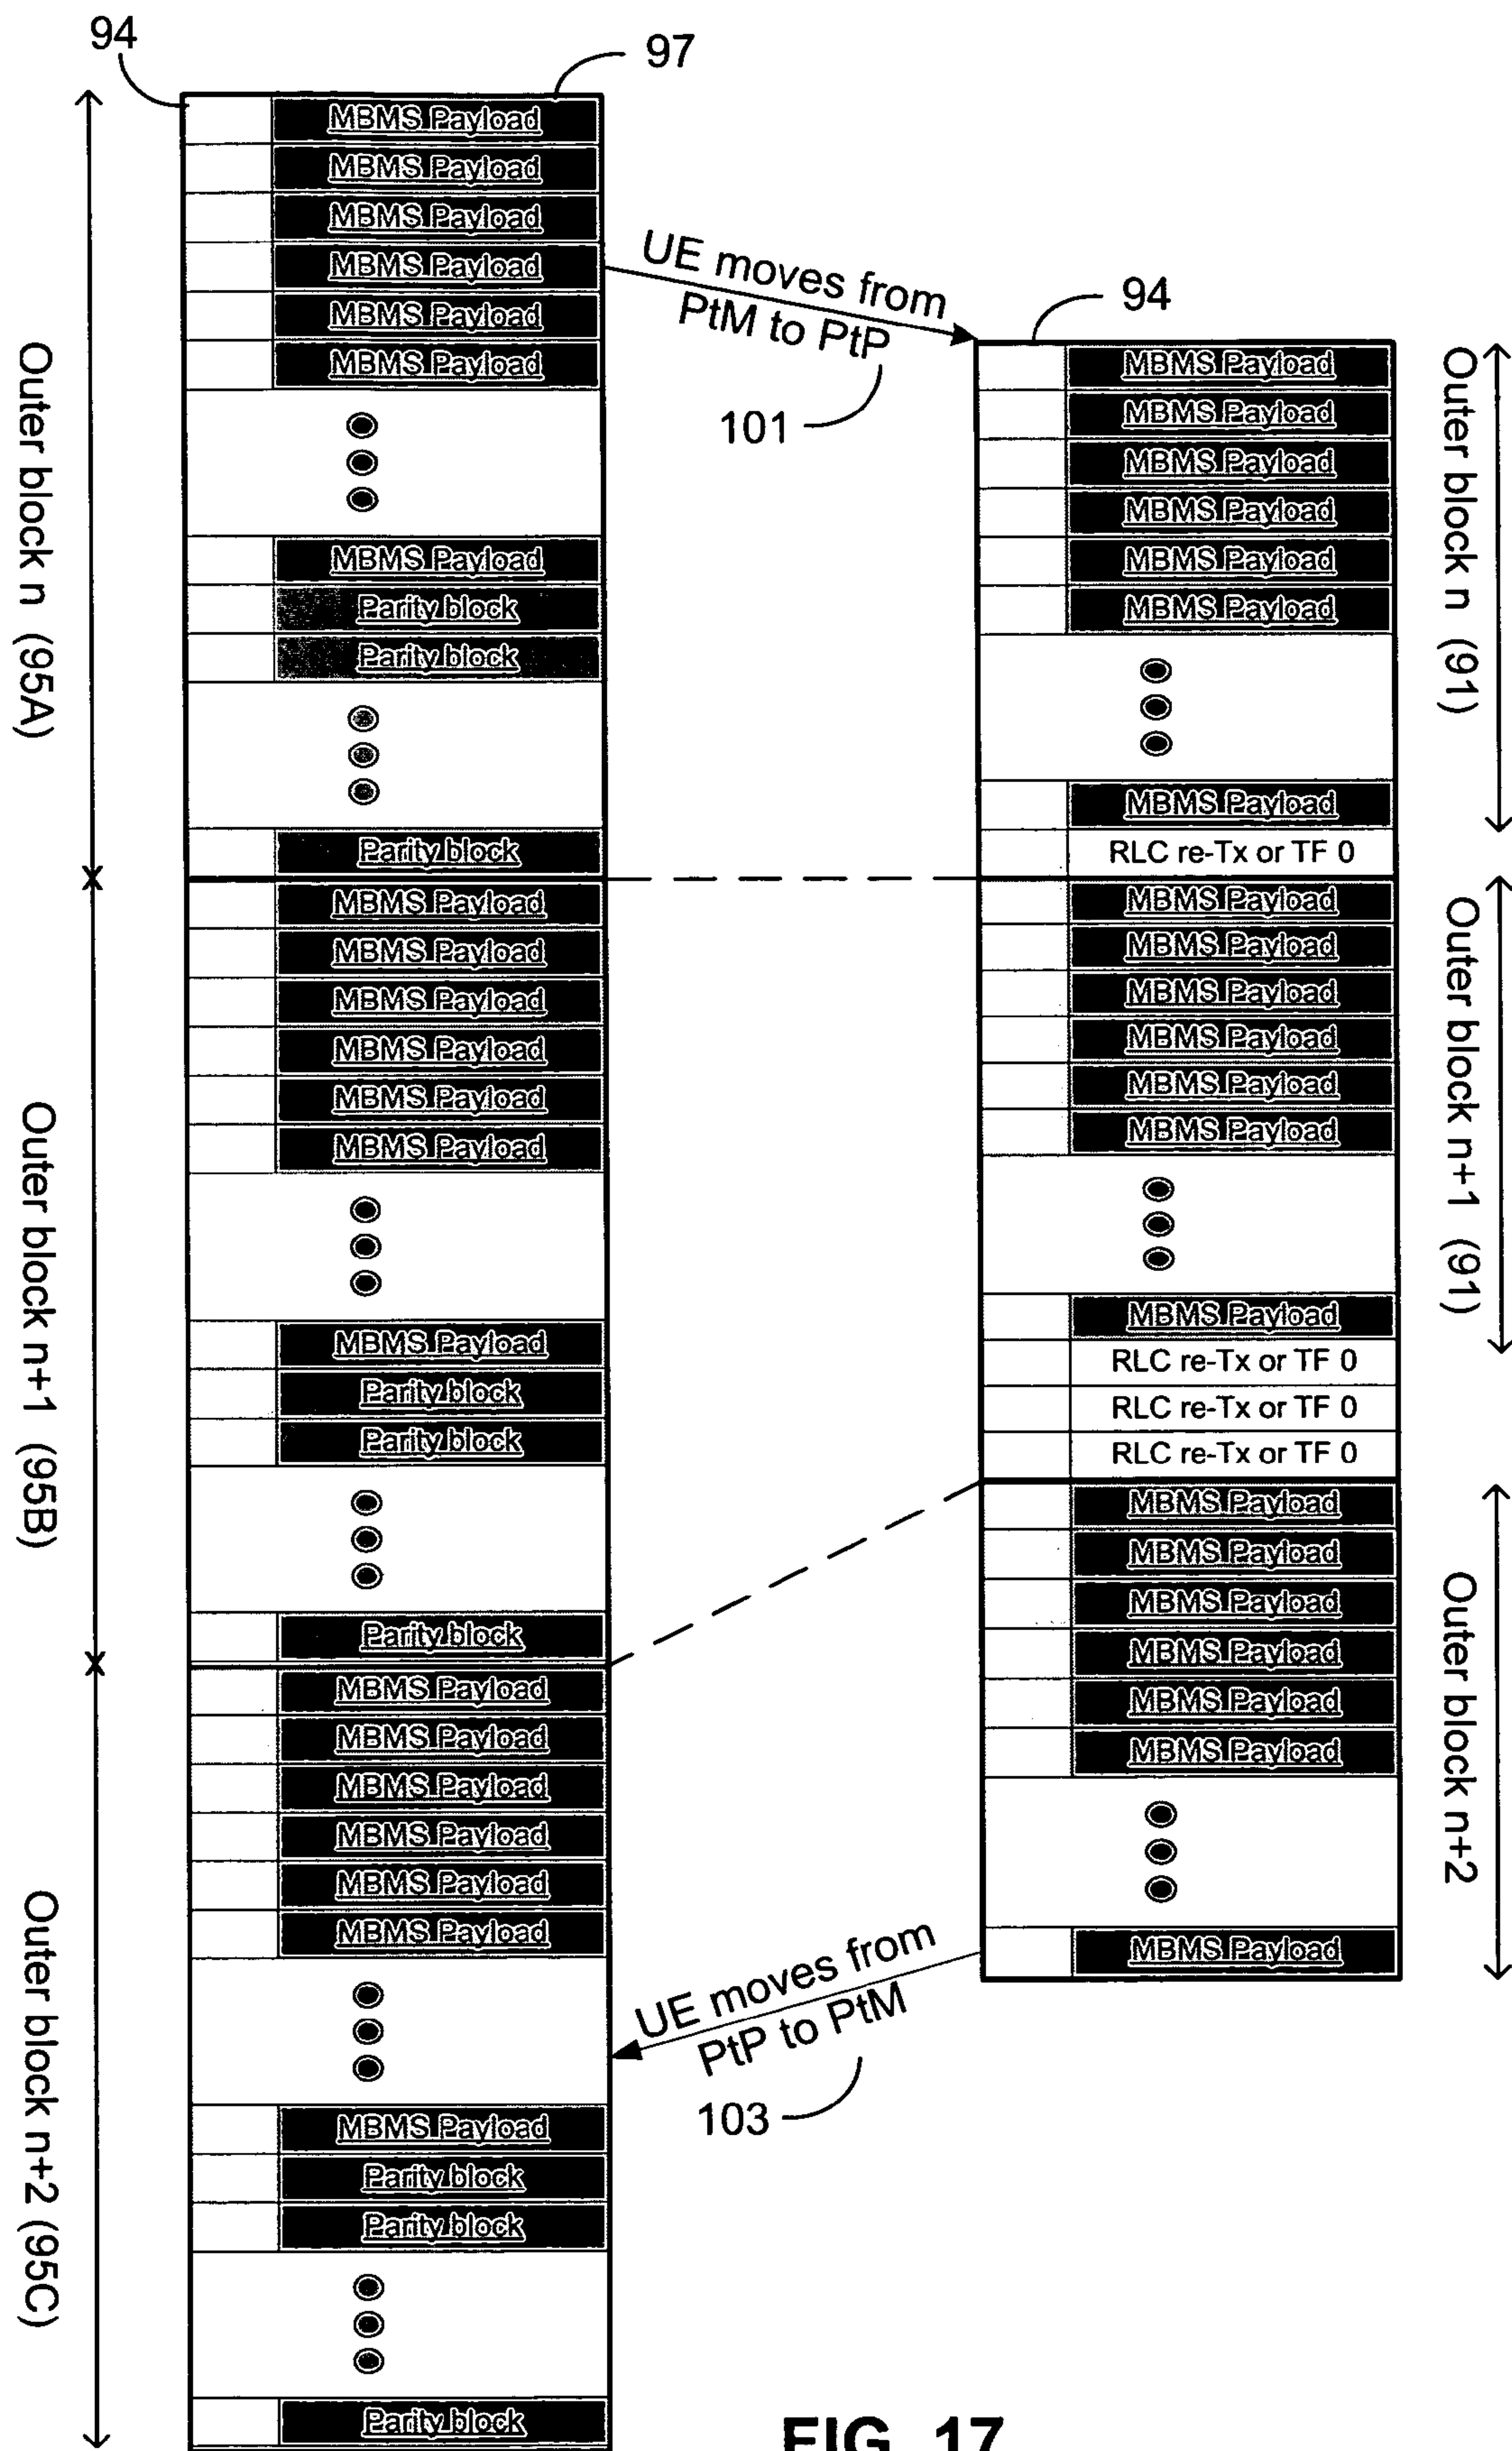 94
97
Outer block n (95A)
MBMS Payload
MBMS Payload
MBMS Payload
MBMS Payload
MBMS Payload
MBMS Payload
MBMS Payload
Parity block
Parity block
Parity block
Outer block n+1 (95B)
MBMS Payload
MBMS Payload
MBMS Payload
MBMS Payload
MBMS Payload
MBMS Payload
MBMS Payload
Parity block
Parity block
Parity block
Outer block n+2 (95C)
MBMS Payload
MBMS Payload
MBMS Payload
MBMS Payload
MBMS Payload
MBMS Payload
MBMS Payload
Parity block
Parity block
Parity block
UE moves from
PtM to PtP
101
94
Outer block n (91)
MBMS Payload
MBMS Payload
MBMS Payload
MBMS Payload
MBMS Payload
MBMS Payload
MBMS Payload
RLC re-Tx or TF 0
Outer block n+1 (91)
MBMS Payload
MBMS Payload
MBMS Payload
MBMS Payload
MBMS Payload
MBMS Payload
MBMS Payload
RLC re-Tx or TF 0
RLC re-Tx or TF 0
RLC re-Tx or TF 0
Outer block n+2
MBMS Payload
MBMS Payload
MBMS Payload
MBMS Payload
MBMS Payload
MBMS Payload
MBMS Payload
UE moves from
PtP to PtM
103
FIG. 17